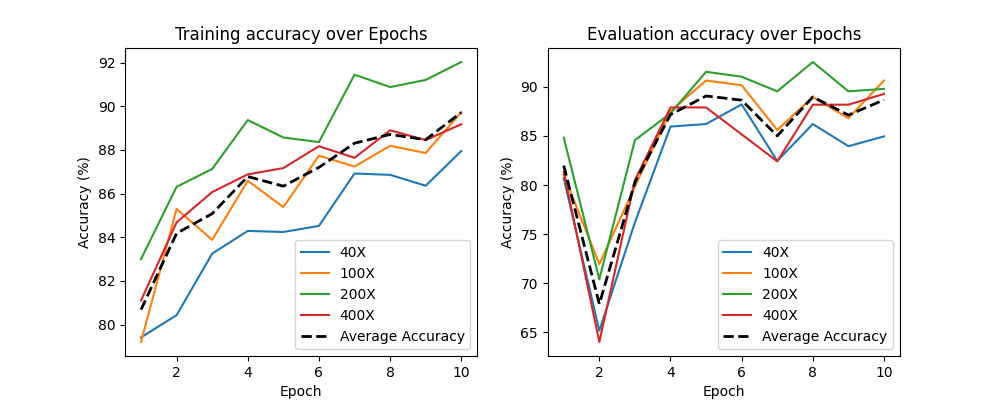 Training accuracy over Epochs
Accuracy (%)
92
90
88
86
84
82
80
2
4
6
8
10
Epoch
40X
100X
200X
400X
Average Accuracy
Evaluation accuracy over Epochs
Accuracy (%)
90
85
80
75
70
65
2
4
6
8
10
Epoch
40X
100X
200X
400X
Average Accuracy